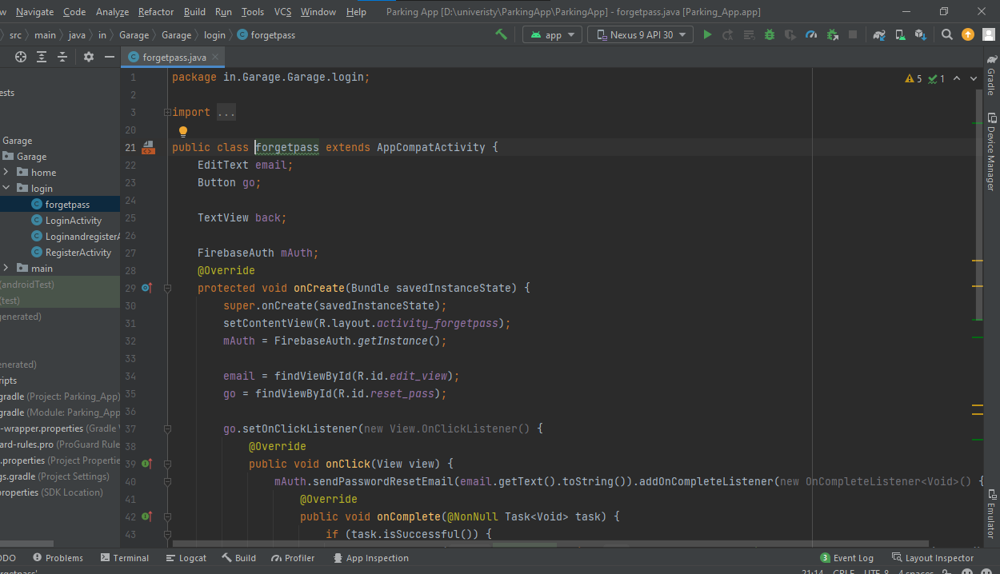 Navigate Code Analyze Refactor Build Run Tools VCS Window Help Parking App [D:\univeristy\ParkingApp\ParkingApp] - forgetpass.java [Parking_App.app]
src main java in Garage Garage login forgetpass app Nexus 9 API 30
forgetpass.java
Garage
Garage
home
login
forgetpass
LoginActivity
LoginandregisterA
RegisterActivity
main
(androidTest)
(test)
generated)
enerated)
ripts
gradle (Project: Parking_App)
gradle (Module: Parking_App
-wrapper.properties (Gradle
ard-rules.pro (ProGuard Rule
.properties (Project Propertie
gs.gradle (Project Settings)
properties (SDK Location)
1 package in.Garage.Garage.login;
2
3 import ...
20
21 public class forgetpass extends AppCompatActivity {
22 EditText email;
23 Button go;
24
25 TextView back;
26
27 FirebaseAuth mAuth;
28 @Override
29 protected void onCreate(Bundle savedInstanceState) {
30 super.onCreate(savedInstanceState);
31 setContentView(R.layout.activity_forgetpass);
32 mAuth = FirebaseAuth.getInstance();
33
34 email = findViewById(R.id.edit_view);
35 go = findViewById(R.id.reset_pass);
36
37 go.setOnClickListener(new View.OnClickListener() {
38 @Override
39 public void onClick(View view) {
40 mAuth.sendPasswordResetEmail(email.getText().toString()).addOnCompleteListener(new OnCompleteListener<Void>() {
41 @Override
42 public void onComplete(@NonNull Task<Void> task) {
43 if (task.isSuccessful()) {
5 1
Gradle
Device Manager
Emulator
ODO Problems Terminal Logcat Build Profiler App Inspection 3 Event Log Layout Inspector
21:14 CRLF UTF-8 4 spaces